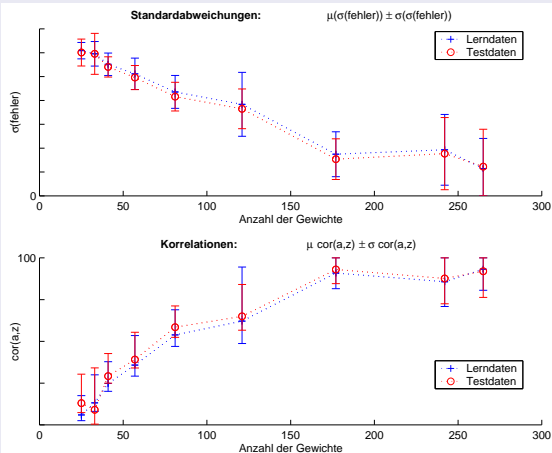 Standardabweichungen: μ(σ(fehler)) ± σ(σ(fehler))
Lerndaten
Testdaten
σ(fehler)
0
0 50 100 150 200 250 300
Anzahl der Gewichte
Korrelationen: μ cor(a,z) ± σ cor(a,z)
100
cor(a,z)
Lerndaten
Testdaten
0 50 100 150 200 250 300
Anzahl der Gewichte